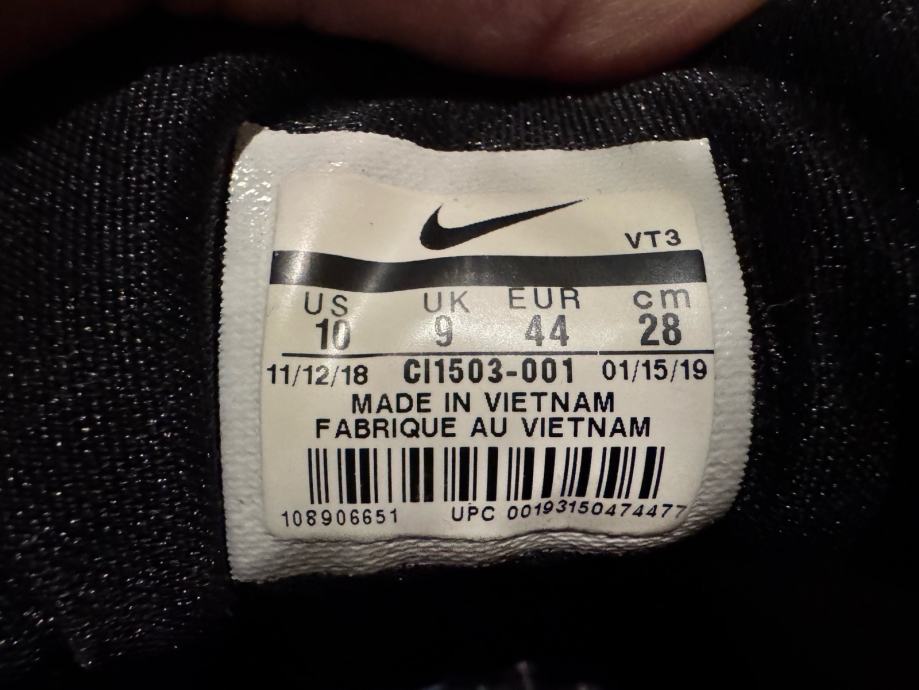 VT3
US UK EUR cm
10 9 44 28
11/12/18 CI1503-001 01/15/19
MADE IN VIETNAM
FABRIQUE AU VIETNAM
108906651 UPC 00193150474477